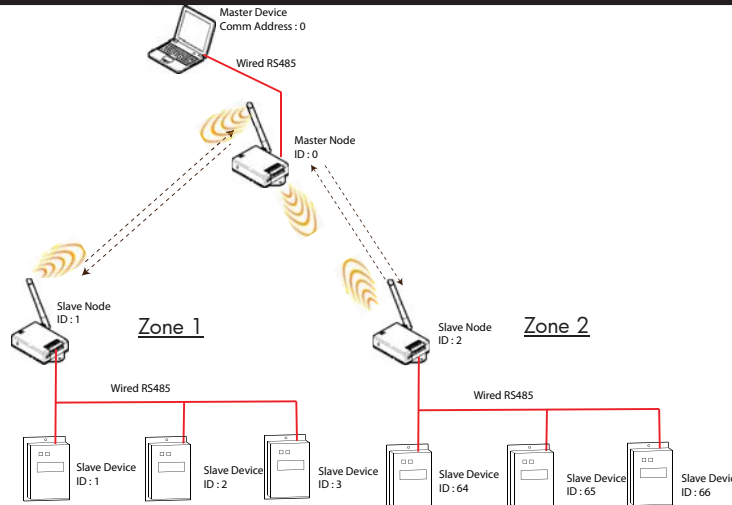 Master Device
Comm Address : 0
Wired RS485
Master Node
ID : 0
Slave Node
ID : 1
Zone 1
Slave Node
ID : 2
Zone 2
Wired RS485
Wired RS485
Slave Device
ID : 1
Slave Device
ID : 2
Slave Device
ID : 3
Slave Device
ID : 64
Slave Device
ID : 65
Slave Devic
ID : 66